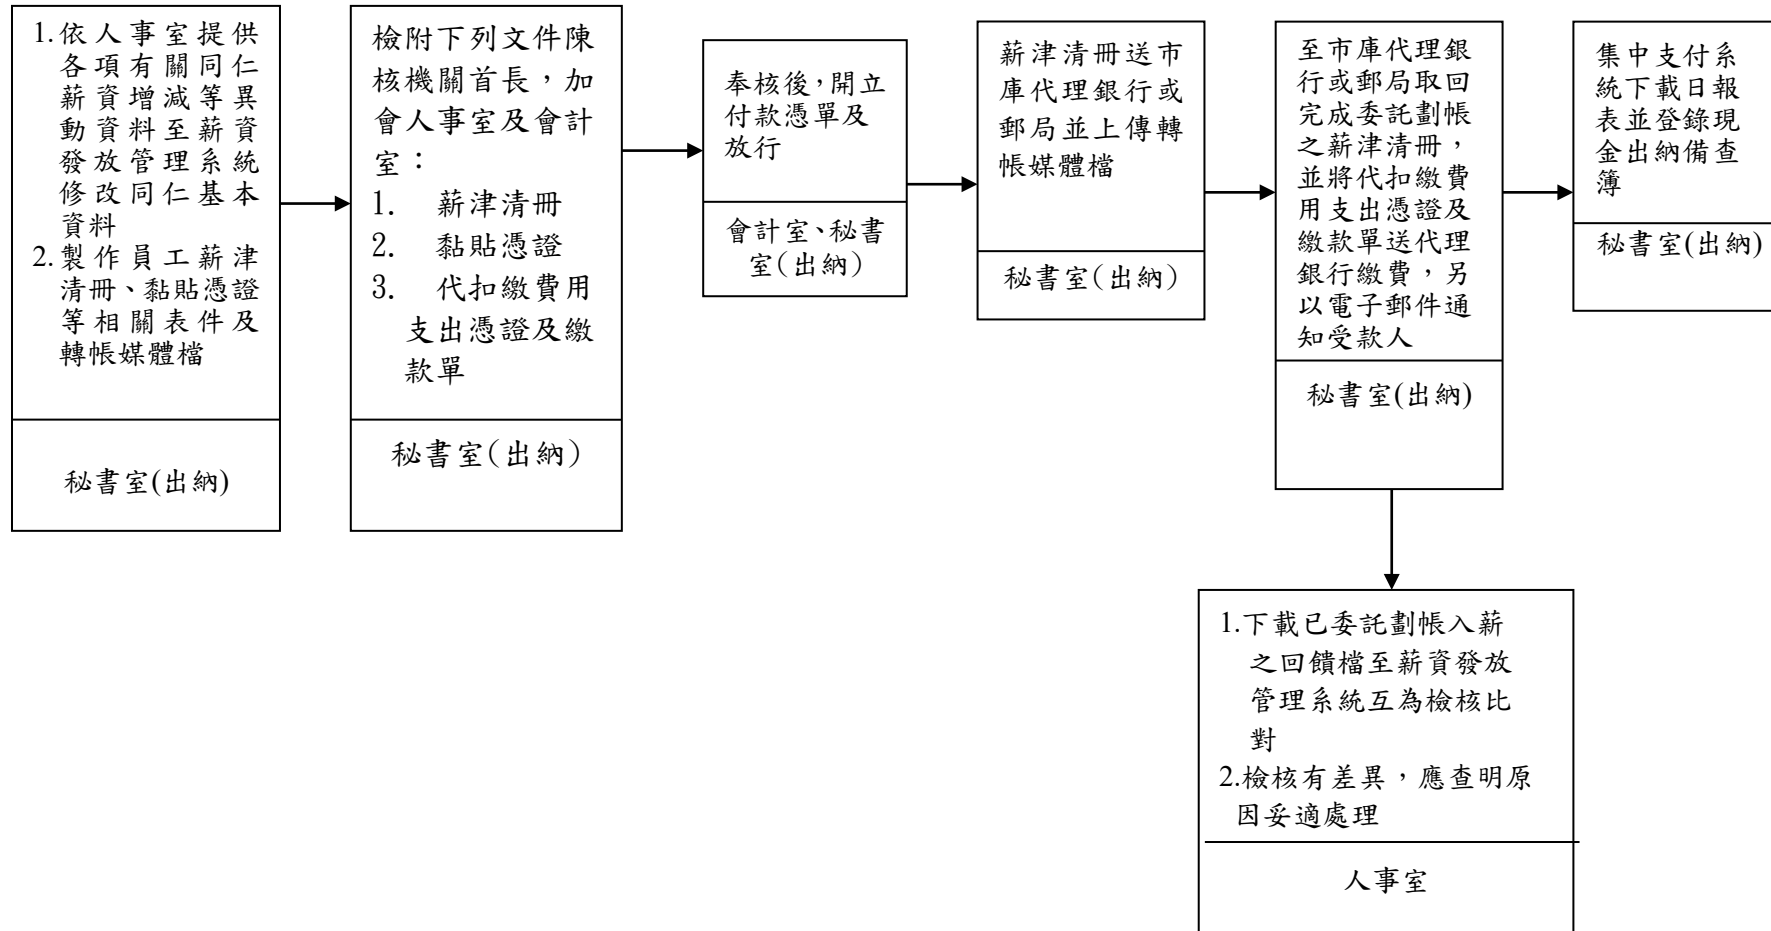 1.依人事室提供
各項有關同仁
薪資增減等異
動資料至薪資
發放管理系統
修改同仁基本
資料
2.製作員工薪津
清冊、黏貼憑證
等相關表件及
轉帳媒體檔
秘書室(出納)
檢附下列文件陳
核機關首長，加
會人事室及會計
室：
1. 薪津清冊
2. 黏貼憑證
3. 代扣繳費用
支出憑證及繳
款單
秘書室(出納)
奉核後，開立
付款憑單及
放行
會計室、秘書
室(出納)
薪津清冊送市
庫代理銀行或
郵局並上傳轉
帳媒體檔
秘書室(出納)
至市庫代理銀
行或郵局取回
完成委託劃帳
之薪津清冊，
並將代扣繳費
用支出憑證及
繳款單送代理
銀行繳費，另
以電子郵件通
知受款人
秘書室(出納)
集中支付系
統下載日報
表並登錄現
金出納備查
簿
秘書室(出納)
1.下載已委託劃帳入薪
之回饋檔至薪資發放
管理系統互為檢核比
對
2.檢核有差異，應查明原
因妥適處理
人事室